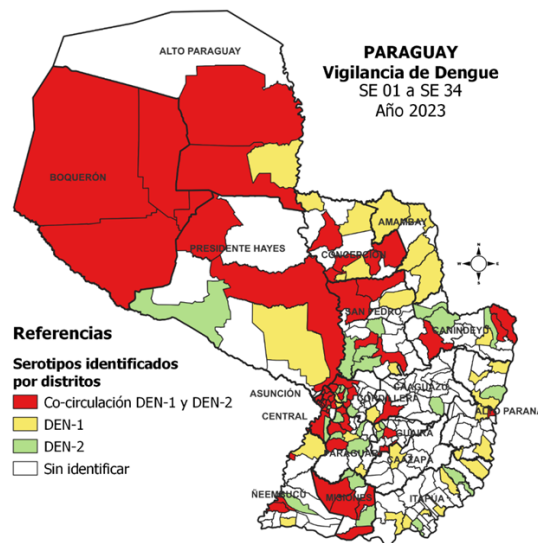 PARAGUAY
Vigilancia de Dengue
SE 01 a SE 34
Año 2023
ALTO PARAGUAY
BOQUERÓN
AMAMBAY
PRESIDENTE HAYES
CONCEPCIÓN
SAN PEDRO
CANINDEYÚ
Referencias
Serotipos identificados
por distritos
Co-circulación DEN-1 y DEN-2
DEN-1
DEN-2
Sin identificar
ASUNCIÓN
CENTRAL
CORDILLERA
CAAGUAZÚ
ALTO PARANÁ
GUAIRÁ
PARAGUARÍ
CAAZAPÁ
ÑEEMBUCÚ
MISIONES
ITAPÚA